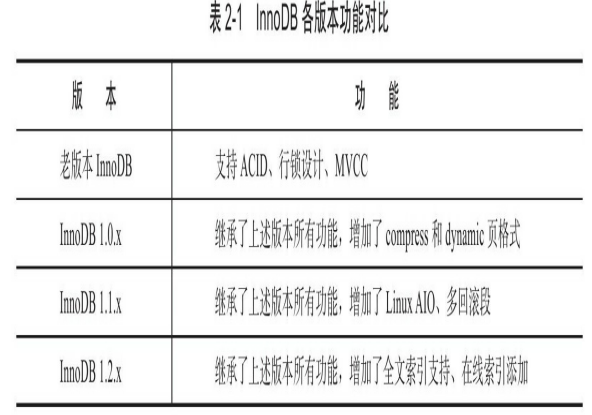 表 2-1 InnoDB 各版本功能对比
版 本 功 能
老版本 InnoDB 支持 ACID、行锁设计、MVCC
InnoDB 1.0.x 继承了上述版本所有功能，增加了 compress 和 dynamic 页格式
InnoDB 1.1.x 继承了上述版本所有功能，增加了 Linux AIO、多回滚段
InnoDB 1.2.x 继承了上述版本所有功能，增加了全文索引支持、在线索引添加